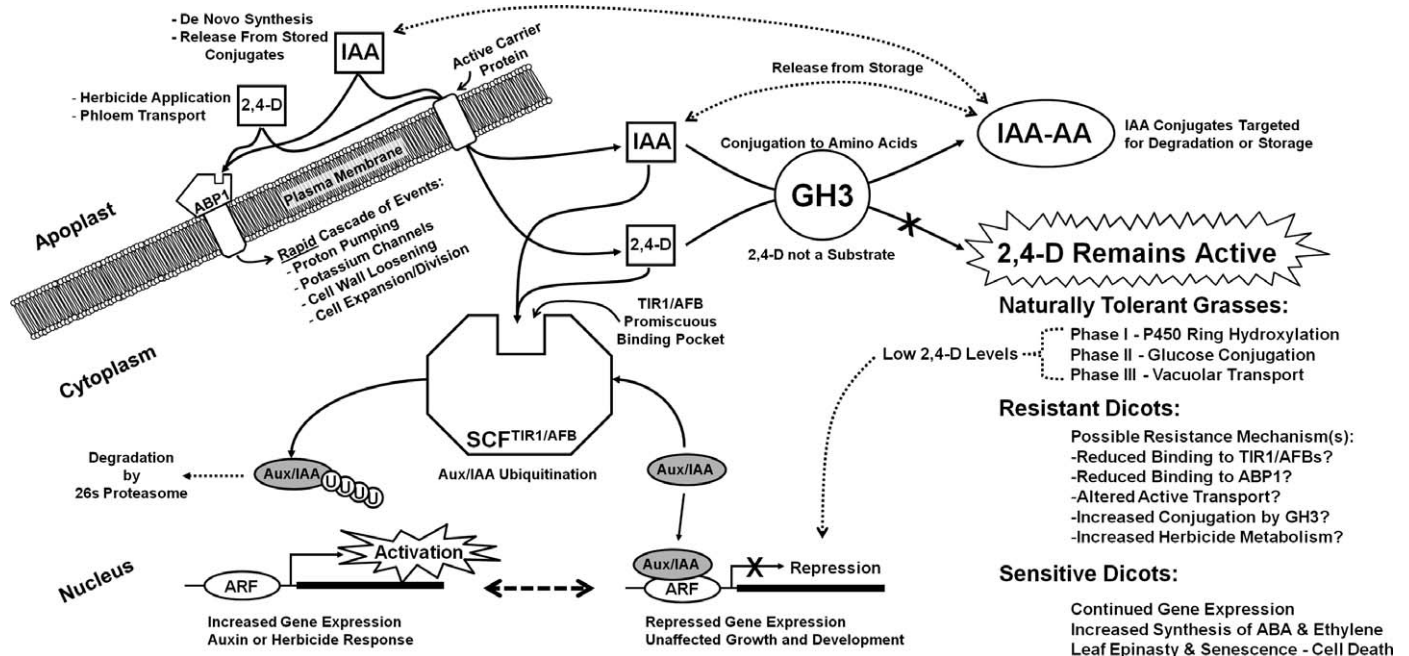 - De Novo Synthesis
- Release From Stored
Conjugates
IAA
Active Carrier
Protein
- Herbicide Application
- Phloem Transport
2,4-D
Plasma Membrane
ABP1
Apoplast
Rapid Cascade of Events:
- Proton Pumping
- Potassium Channels
- Cell Wall Loosening
- Cell Expansion/Division
Release from Storage
IAA
Conjugation to Amino Acids
GH3
2,4-D
2,4-D not a Substrate
IAA-AA
IAA Conjugates Targeted
for Degradation or Storage
X
2,4-D Remains Active
TIR1/AFB
Promiscuous
Binding Pocket
Cytoplasm
SCFTIR1/AFB
Aux/IAA Ubiquitination
Degradation
by
26s Proteasome
Aux/IAA
U U U U
Aux/IAA
Low 2,4-D Levels
Naturally Tolerant Grasses:
Phase I - P450 Ring Hydroxylation
Phase II - Glucose Conjugation
Phase III - Vacuolar Transport
Resistant Dicots:
Possible Resistance Mechanism(s):
-Reduced Binding to TIR1/AFBs?
-Reduced Binding to ABP1?
-Altered Active Transport?
-Increased Conjugation by GH3?
-Increased Herbicide Metabolism?
Sensitive Dicots:
Continued Gene Expression
Increased Synthesis of ABA & Ethylene
Leaf Epinasty & Senescence - Cell Death
Nucleus
ARF
Activation
Increased Gene Expression
Auxin or Herbicide Response
Aux/IAA
ARF
X
Repression
Repressed Gene Expression
Unaffected Growth and Development